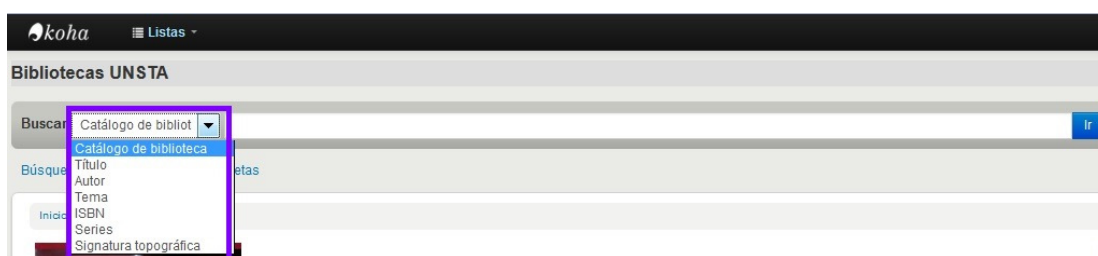 koha Listas
Bibliotecas UNSTA
Buscar Catálogo de bibliot Ir
Catálogo de biblioteca
Título
Autor
Tema
ISBN
Series
Signatura topográfica
Búsque etas
Inicio